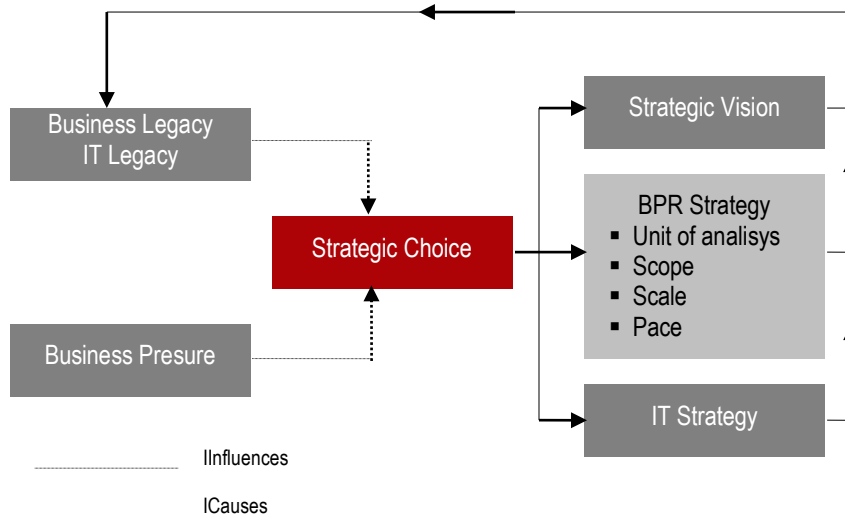 Business Legacy
IT Legacy
Strategic Vision
BPR Strategy
▪ Unit of analisys
▪ Scope
▪ Scale
▪ Pace
Strategic Choice
Business Presure
IT Strategy
IInfluences
ICauses